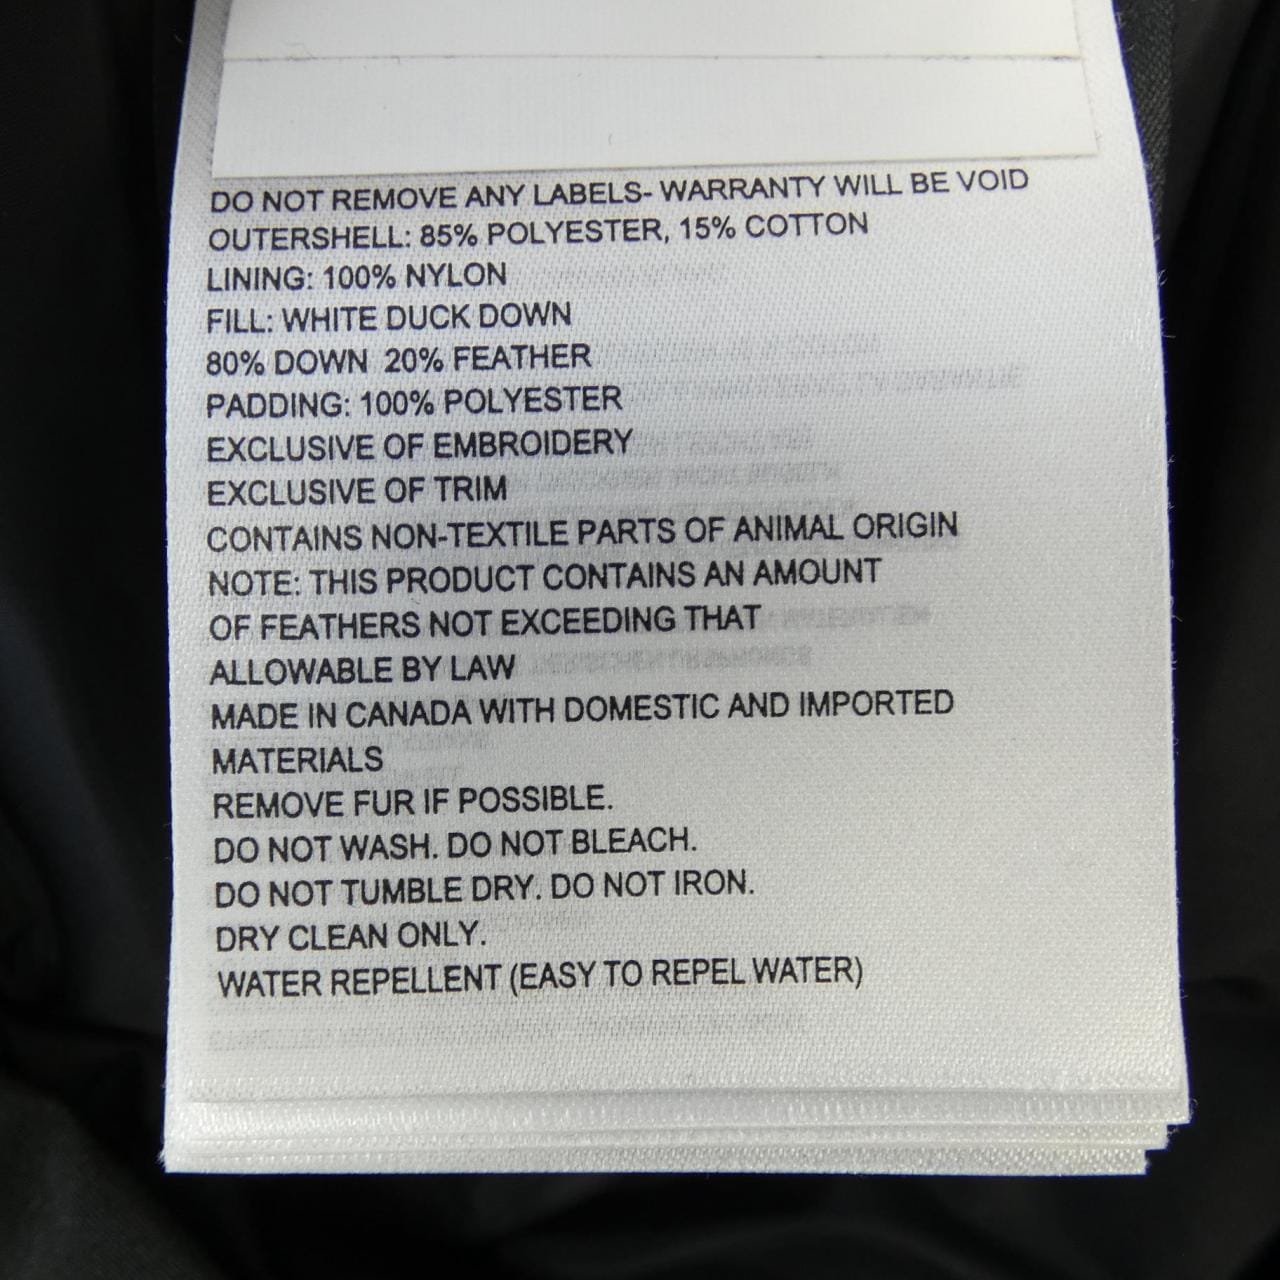 DO NOT REMOVE ANY LABELS- WARRANTY WILL BE VOID
OUTERSHELL: 85% POLYESTER, 15% COTTON
LINING: 100% NYLON
FILL: WHITE DUCK DOWN
80% DOWN 20% FEATHER
PADDING: 100% POLYESTER
EXCLUSIVE OF EMBROIDERY
EXCLUSIVE OF TRIM
CONTAINS NON-TEXTILE PARTS OF ANIMAL ORIGIN
NOTE: THIS PRODUCT CONTAINS AN AMOUNT
OF FEATHERS NOT EXCEEDING THAT
ALLOWABLE BY LAW
MADE IN CANADA WITH DOMESTIC AND IMPORTED
MATERIALS
REMOVE FUR IF POSSIBLE.
DO NOT WASH. DO NOT BLEACH.
DO NOT TUMBLE DRY. DO NOT IRON.
DRY CLEAN ONLY.
WATER REPELLENT (EASY TO REPEL WATER)